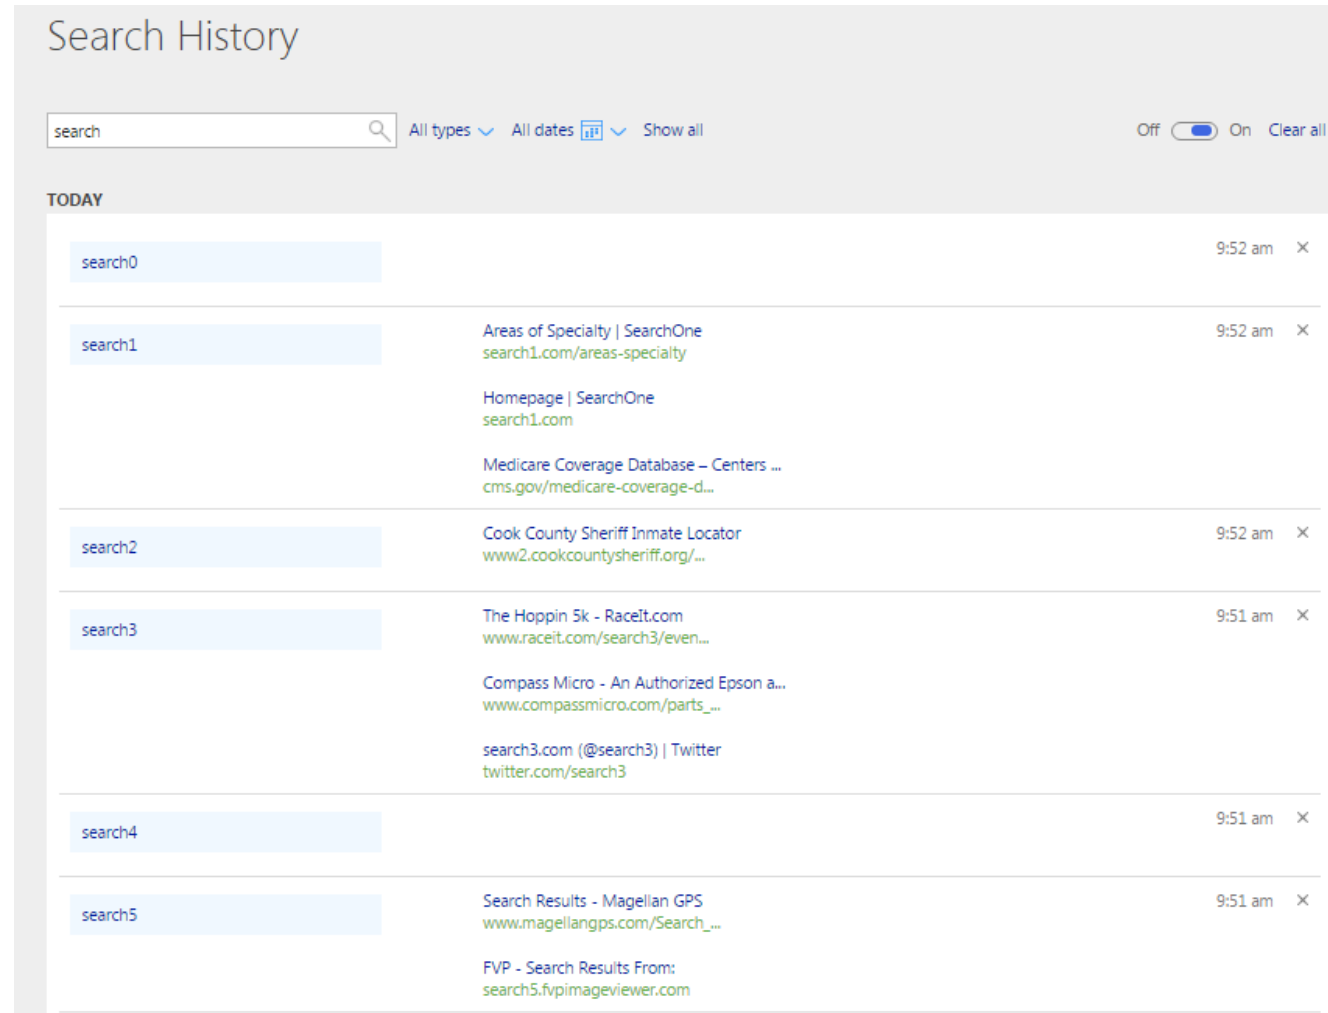 Search History
search All types All dates Show all Off On Clear all
TODAY
search0 9:52 am
search1 Areas of Specialty | SearchOne 9:52 am
search1.com/areas-specialty
Homepage | SearchOne
search1.com
Medicare Coverage Database – Centers ...
cms.gov/medicare-coverage-d...
search2 Cook County Sheriff Inmate Locator 9:52 am
www2.cookcountysheriff.org/...
search3 The Hoppin 5k - RaceIt.com 9:51 am
www.raceit.com/search3/even...
Compass Micro - An Authorized Epson a...
www.compassmicro.com/parts_...
search3.com (@search3) | Twitter
twitter.com/search3
search4 9:51 am
search5 Search Results - Magellan GPS 9:51 am
www.magellangps.com/Search_...
FVP - Search Results From:
search5.fvpimageviewer.com